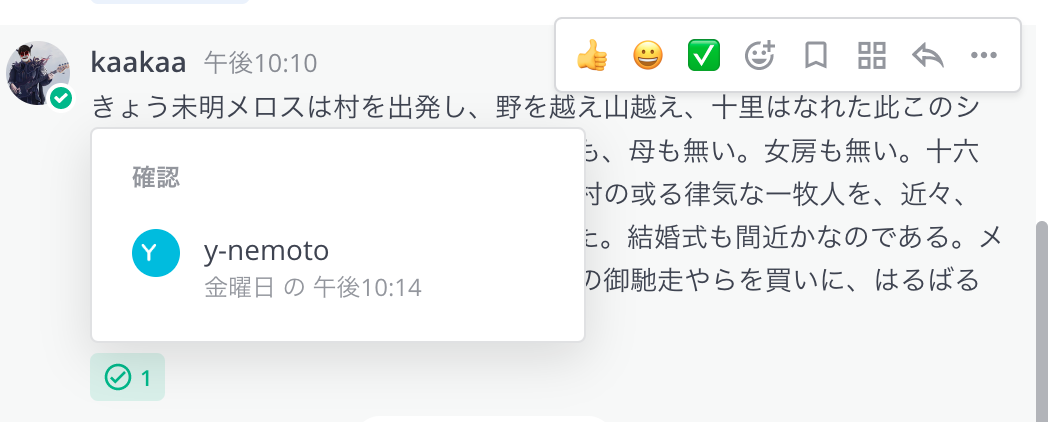 kaakaa 午後10:10
きょう未明メロスは村を出発し、野を越え山越え、十里はなれた此このシ
も、母も無い。女房も無い。十六
村の或る律気な一牧人を、近々、
た。結婚式も間近かなのである。メ
の御馳走やらを買いに、はるばる
確認
Y
y-nemoto
金曜日 の 午後10:14
1